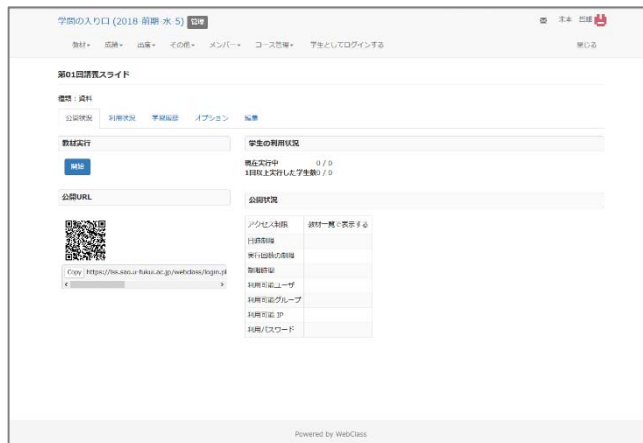 学問の入り口 (2018 前期 水 5) 管理
教材
成績
出席
その他
メンバー
コース管理
学生としてログインする
閉じる
第01回講義スライド
種類：資料
公開状況
利用状況
学習履歴
オプション
編集
教材実行
開始
公開URL
Copy https://lss.sao.u-fukui.ac.jp/webclass/login.pl
学生の利用状況
現在実行中 0 / 0
1回以上実行した学生数0 / 0
公開状況
アクセス制限 教材一覧で表示する
日時制限
実行回数の制限
制限時間
利用可能ユーザ
利用可能グループ
利用可能 IP
利用パスワード
Powered by WebClass